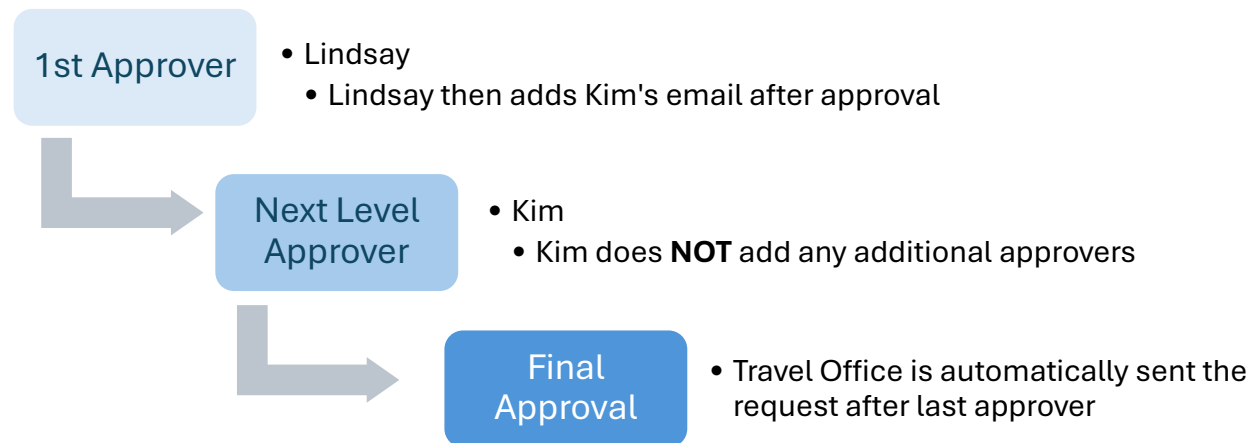 1st Approver
• Lindsay
• Lindsay then adds Kim's email after approval
Next Level
Approver
• Kim
• Kim does NOT add any additional approvers
Final
Approval
• Travel Office is automatically sent the
request after last approver